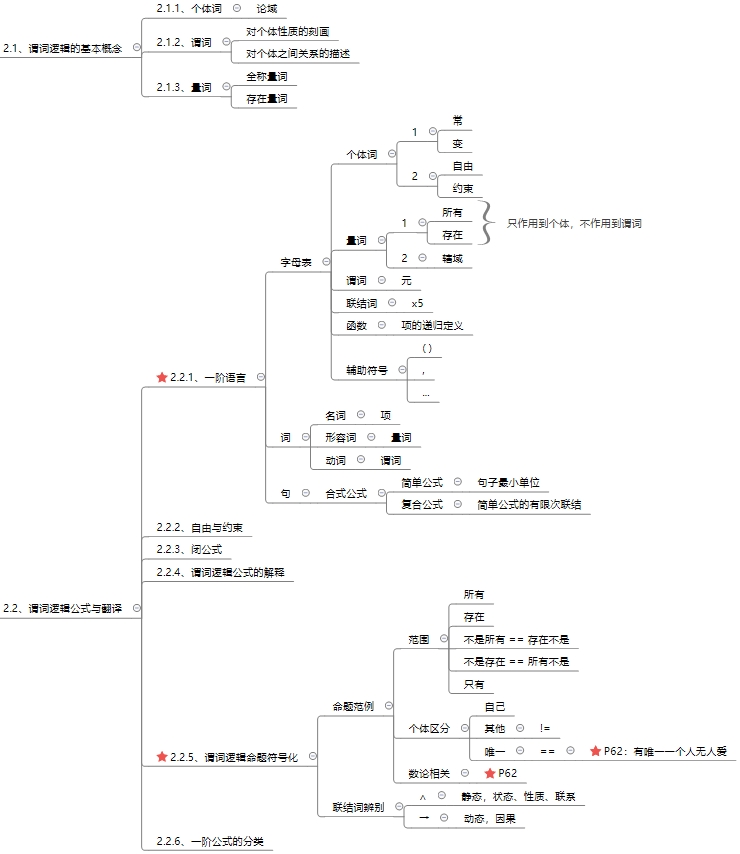 2.1、谓词逻辑的基本概念
2.1.1、个体词
论域
2.1.2、谓词
对个体性质的刻画
对个体之间关系的描述
2.1.3、量词
全称量词
存在量词
2.2、谓词逻辑公式与翻译
2.2.1、一阶语言
字母表
个体词
1
常
变
2
自由
约束
量词
1
所有
存在
只作用到个体，不作用到谓词
2
辖域
谓词
元
联结词
x5
函数
项的递归定义
辅助符号
( )
,
...
词
名词
项
形容词
量词
动词
谓词
句
合式公式
简单公式
句子最小单位
复合公式
简单公式的有限次联结
2.2.2、自由与约束
2.2.3、闭公式
2.2.4、谓词逻辑公式的解释
2.2.5、谓词逻辑命题符号化
命题范例
范围
所有
存在
不是所有 == 存在不是
不是存在 == 所有不是
只有
个体区分
自己
其他
!=
唯一
==
P62：有唯一一个人无人爱
数论相关
P62
联结词辨别
∧
静态，状态、性质、联系
→
动态，因果
2.2.6、一阶公式的分类